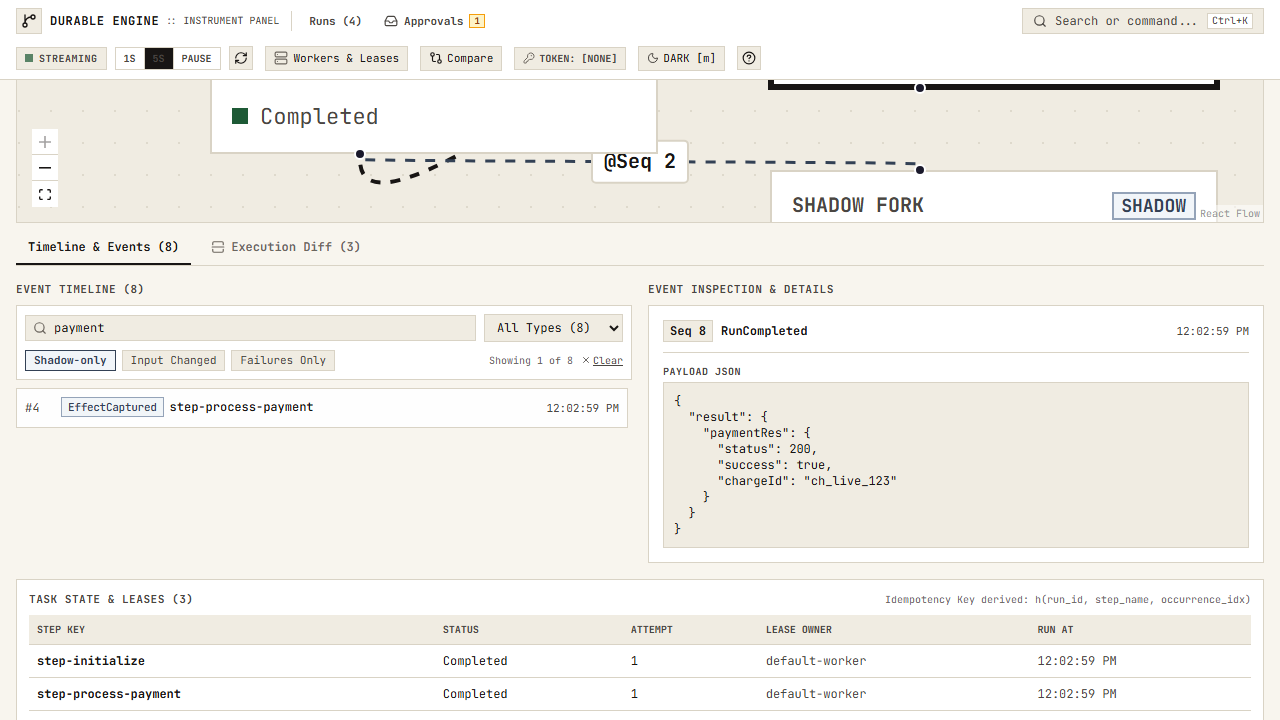 DURABLE ENGINE :: INSTRUMENT PANEL Runs (4) Approvals 1 Search or command... Ctrl+K
STREAMING 1S 5S PAUSE Workers & Leases Compare TOKEN: [NONE] DARK [m]
Completed
@Seq 2
SHADOW FORK SHADOW
React Flow
Timeline & Events (8) Execution Diff (3)
EVENT TIMELINE (8)
payment All Types (8)
Shadow-only Input Changed Failures Only Showing 1 of 8 Clear
#4 EffectCaptured step-process-payment 12:02:59 PM
EVENT INSPECTION & DETAILS
Seq 8 RunCompleted 12:02:59 PM
PAYLOAD JSON
{
"result": {
"paymentRes": {
"status": 200,
"success": true,
"chargeId": "ch_live_123"
}
}
}
TASK STATE & LEASES (3) Idempotency Key derived: h(run_id, step_name, occurrence_idx)
STEP KEY STATUS ATTEMPT LEASE OWNER RUN AT
step-initialize Completed 1 default-worker 12:02:59 PM
step-process-payment Completed 1 default-worker 12:02:59 PM